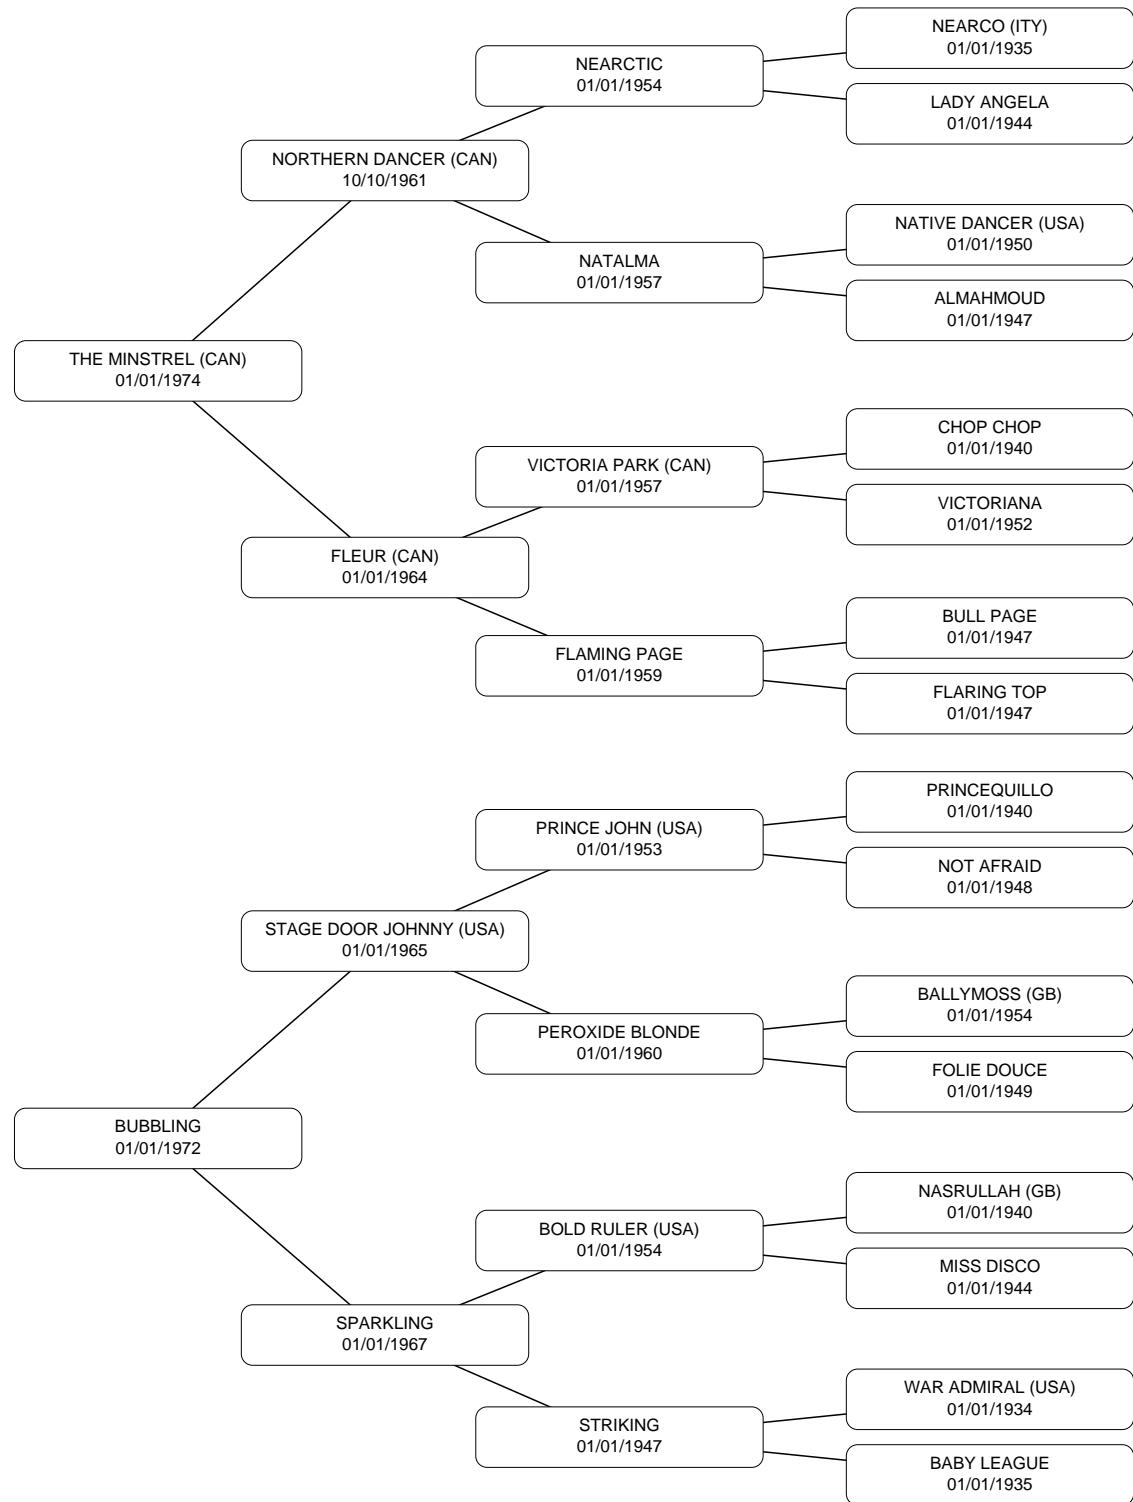 NEARCO (ITY)
01/01/1935
NEARCTIC
01/01/1954
LADY ANGELA
01/01/1944
NORTHERN DANCER (CAN)
10/10/1961
NATIVE DANCER (USA)
01/01/1950
NATALMA
01/01/1957
ALMAHMOUD
01/01/1947
THE MINSTREL (CAN)
01/01/1974
CHOP CHOP
01/01/1940
VICTORIA PARK (CAN)
01/01/1957
VICTORIANA
01/01/1952
FLEUR (CAN)
01/01/1964
BULL PAGE
01/01/1947
FLAMING PAGE
01/01/1959
FLARING TOP
01/01/1947
PRINCEQUILLO
01/01/1940
PRINCE JOHN (USA)
01/01/1953
NOT AFRAID
01/01/1948
STAGE DOOR JOHNNY (USA)
01/01/1965
BALLYMOSS (GB)
01/01/1954
PEROXIDE BLONDE
01/01/1960
FOLIE DOUCE
01/01/1949
BUBBLING
01/01/1972
NASRULLAH (GB)
01/01/1940
BOLD RULER (USA)
01/01/1954
MISS DISCO
01/01/1944
SPARKLING
01/01/1967
WAR ADMIRAL (USA)
01/01/1934
STRIKING
01/01/1947
BABY LEAGUE
01/01/1935